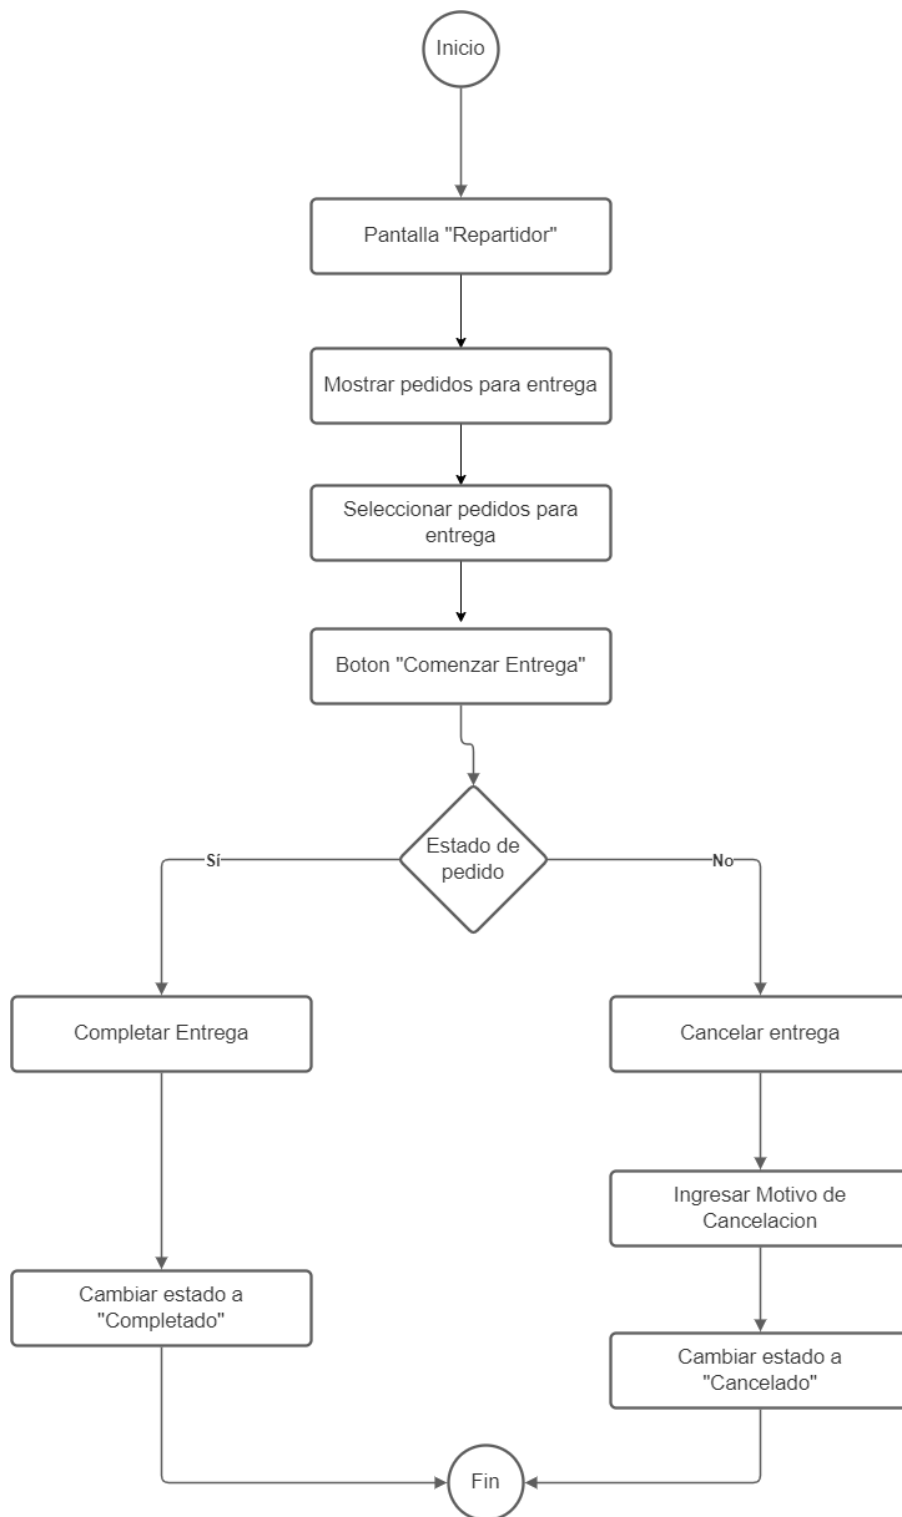 Inicio
Pantalla "Repartidor"
Mostrar pedidos para entrega
Seleccionar pedidos para
entrega
Boton "Comenzar Entrega"
Estado de
pedido
Sí
No
Completar Entrega
Cancelar entrega
Ingresar Motivo de
Cancelacion
Cambiar estado a
"Completado"
Cambiar estado a
"Cancelado"
Fin